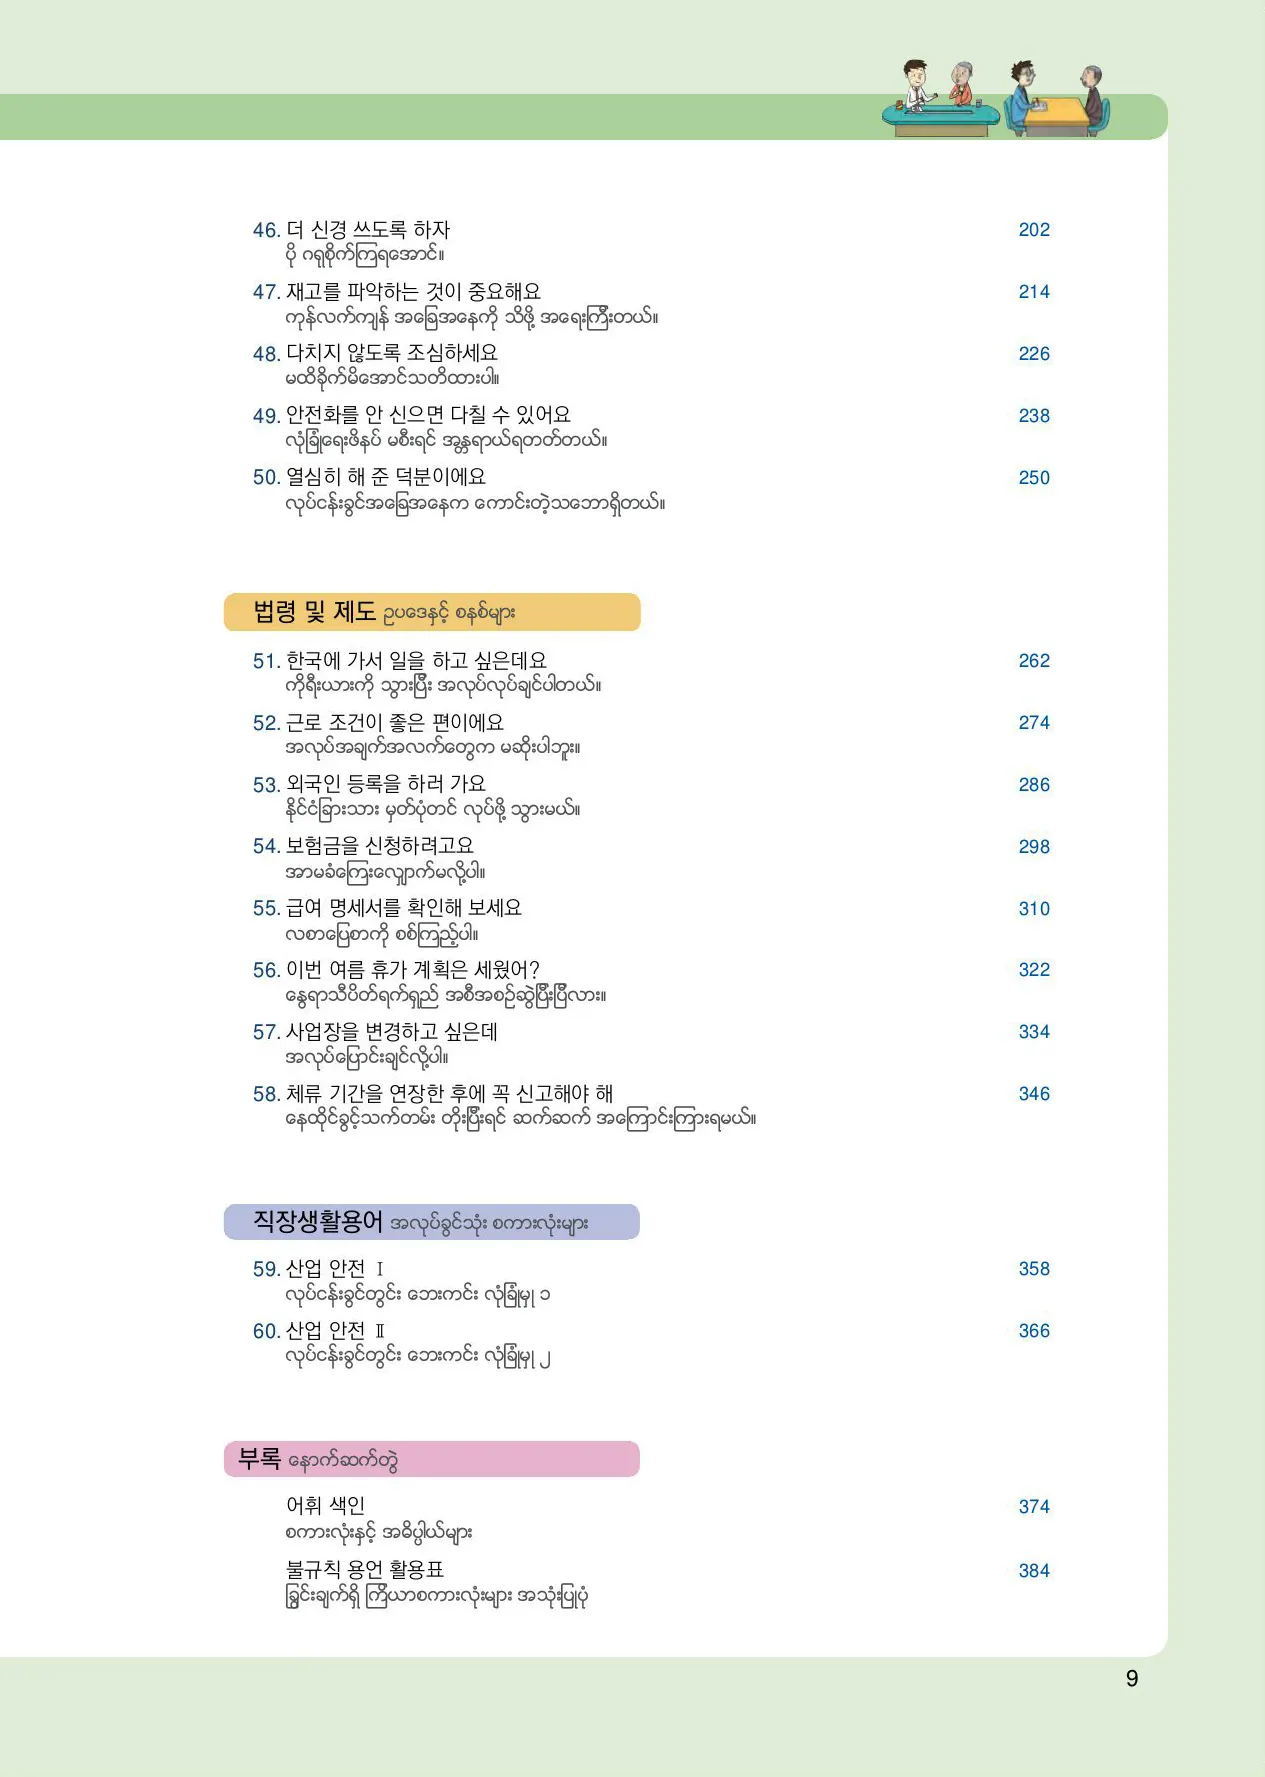 46. 더 신경 쓰도록 하자 202
ပို ဂရုစိုက်ကြရအောင်။
47. 재고를 파악하는 것이 중요해요 214
ကုန်လက်ကျန် အခြေအနေကို သိဖို့ အရေးကြီးတယ်။
48. 다치지 않도록 조심하세요 226
မထိခိုက်မိအောင်သတိထားပါ။
49. 안전화를 안 신으면 다칠 수 있어요 238
လုံခြုံရေးဖိနပ် မစီးရင် အန္တရာယ်ရတတ်တယ်။
50. 열심히 해 준 덕분이에요 250
လုပ်ငန်းခွင်အခြေအနေက ကောင်းတဲ့သဘောရှိတယ်။
법령 및 제도 ဥပဒေနှင့် စနစ်များ
51. 한국에 가서 일을 하고 싶은데요 262
ကိုရီးယားကို သွားပြီး အလုပ်လုပ်ချင်ပါတယ်။
52. 근로 조건이 좋은 편이에요 274
အလုပ်အချက်အလက်တွေက မဆိုးပါဘူး။
53. 외국인 등록을 하러 가요 286
နိုင်ငံခြားသား မှတ်ပုံတင် လုပ်ဖို့ သွားမယ်။
54. 보험금을 신청하려고요 298
အာမခံကြေးလျှောက်မလို့ပါ။
55. 급여 명세서를 확인해 보세요 310
လစာပြေစာကို စစ်ကြည့်ပါ။
56. 이번 여름 휴가 계획은 세웠어? 322
နွေရာသီပိတ်ရက်ရှည် အစီအစဉ်ဆွဲပြီးပြီလား။
57. 사업장을 변경하고 싶은데 334
အလုပ်ပြောင်းချင်လို့ပါ။
58. 체류 기간을 연장한 후에 꼭 신고해야 해 346
နေထိုင်ခွင့်သက်တမ်း တိုးပြီးရင် ဆက်ဆက် အကြောင်းကြားရမယ်။
직장생활용어 အလုပ်ခွင်သုံး စကားလုံးများ
59. 산업 안전 Ⅰ 358
လုပ်ငန်းခွင်တွင်း ဘေးကင်း လုံခြုံမှု ၁
60. 산업 안전 Ⅱ 366
လုပ်ငန်းခွင်တွင်း ဘေးကင်း လုံခြုံမှု ၂
부록 နောက်ဆက်တွဲ
어휘 색인 374
စကားလုံးနှင့် အဓိပ္ပါယ်များ
불규칙 용언 활용표 384
ခြွင်းချက်ရှိ ကြိယာစကားလုံးများ အသုံးပြုပုံ
9